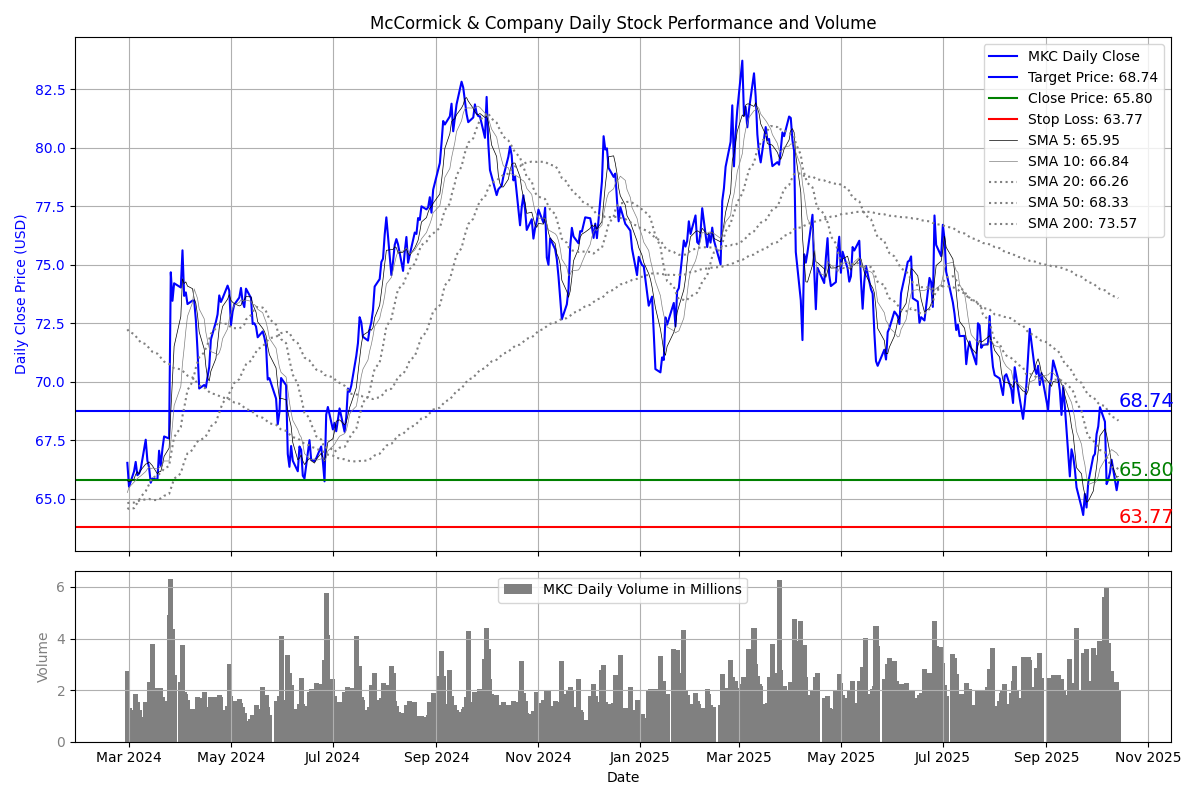 McCormick & Company Daily Stock Performance and Volume
Daily Close Price (USD)
82.5
80.0
77.5
75.0
72.5
70.0
67.5
65.0
MKC Daily Close
Target Price: 68.74
Close Price: 65.80
Stop Loss: 63.77
SMA 5: 65.95
SMA 10: 66.84
SMA 20: 66.26
SMA 50: 68.33
SMA 200: 73.57
68.74
65.80
63.77
Volume
6
4
2
0
MKC Daily Volume in Millions
Mar 2024 May 2024 Jul 2024 Sep 2024 Nov 2024 Jan 2025 Mar 2025 May 2025 Jul 2025 Sep 2025 Nov 2025
Date